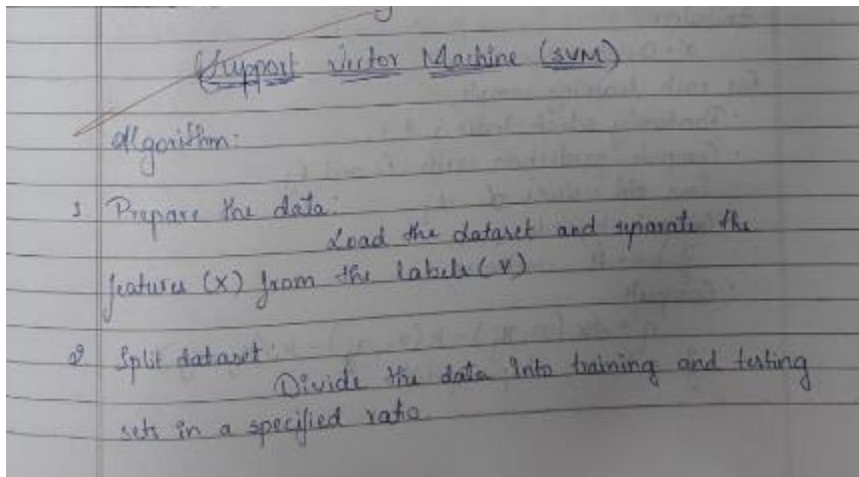 Support Vector Machine (SVM)
Algorithm:
1 Prepare the data:
Load the dataset and separate the
features (X) from the labels (Y)
2 Split dataset:
Divide the data into training and testing
sets in a specified ratio